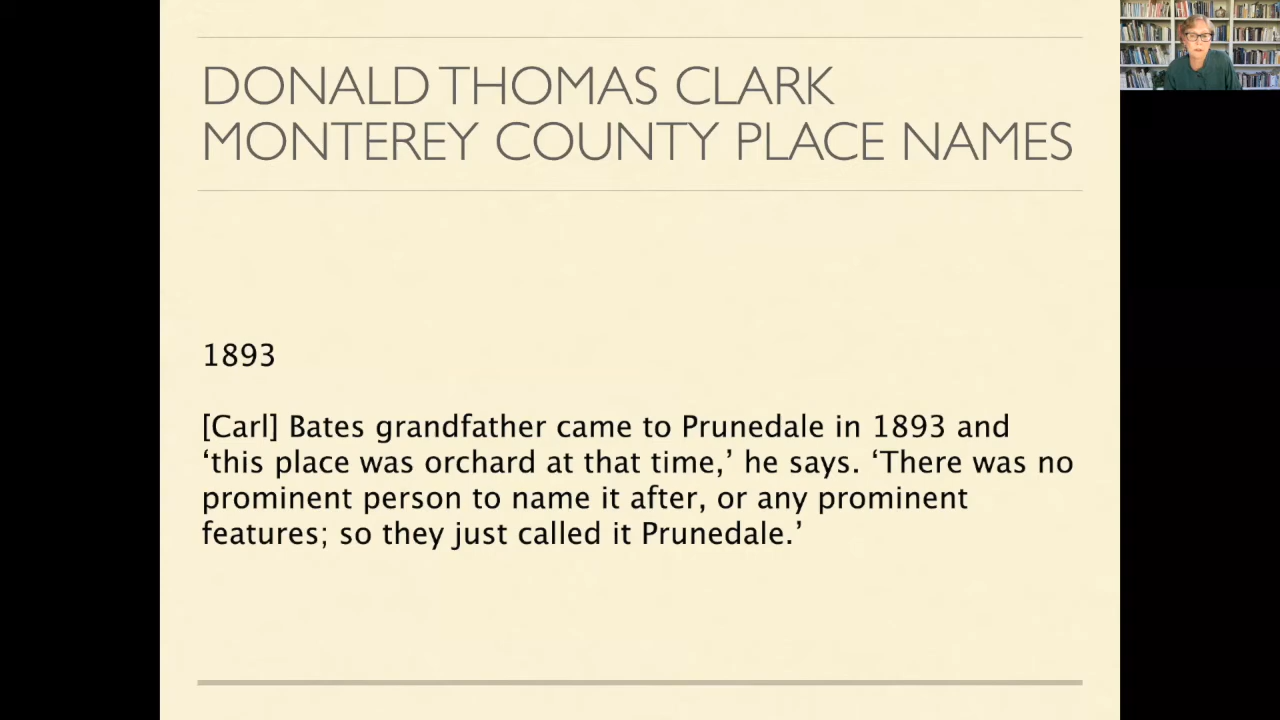 DONALD THOMAS CLARK
MONTEREY COUNTY PLACE NAMES
1893
[Carl] Bates grandfather came to Prunedale in 1893 and
‘this place was orchard at that time,’ he says. ‘There was no
prominent person to name it after, or any prominent
features; so they just called it Prunedale.’